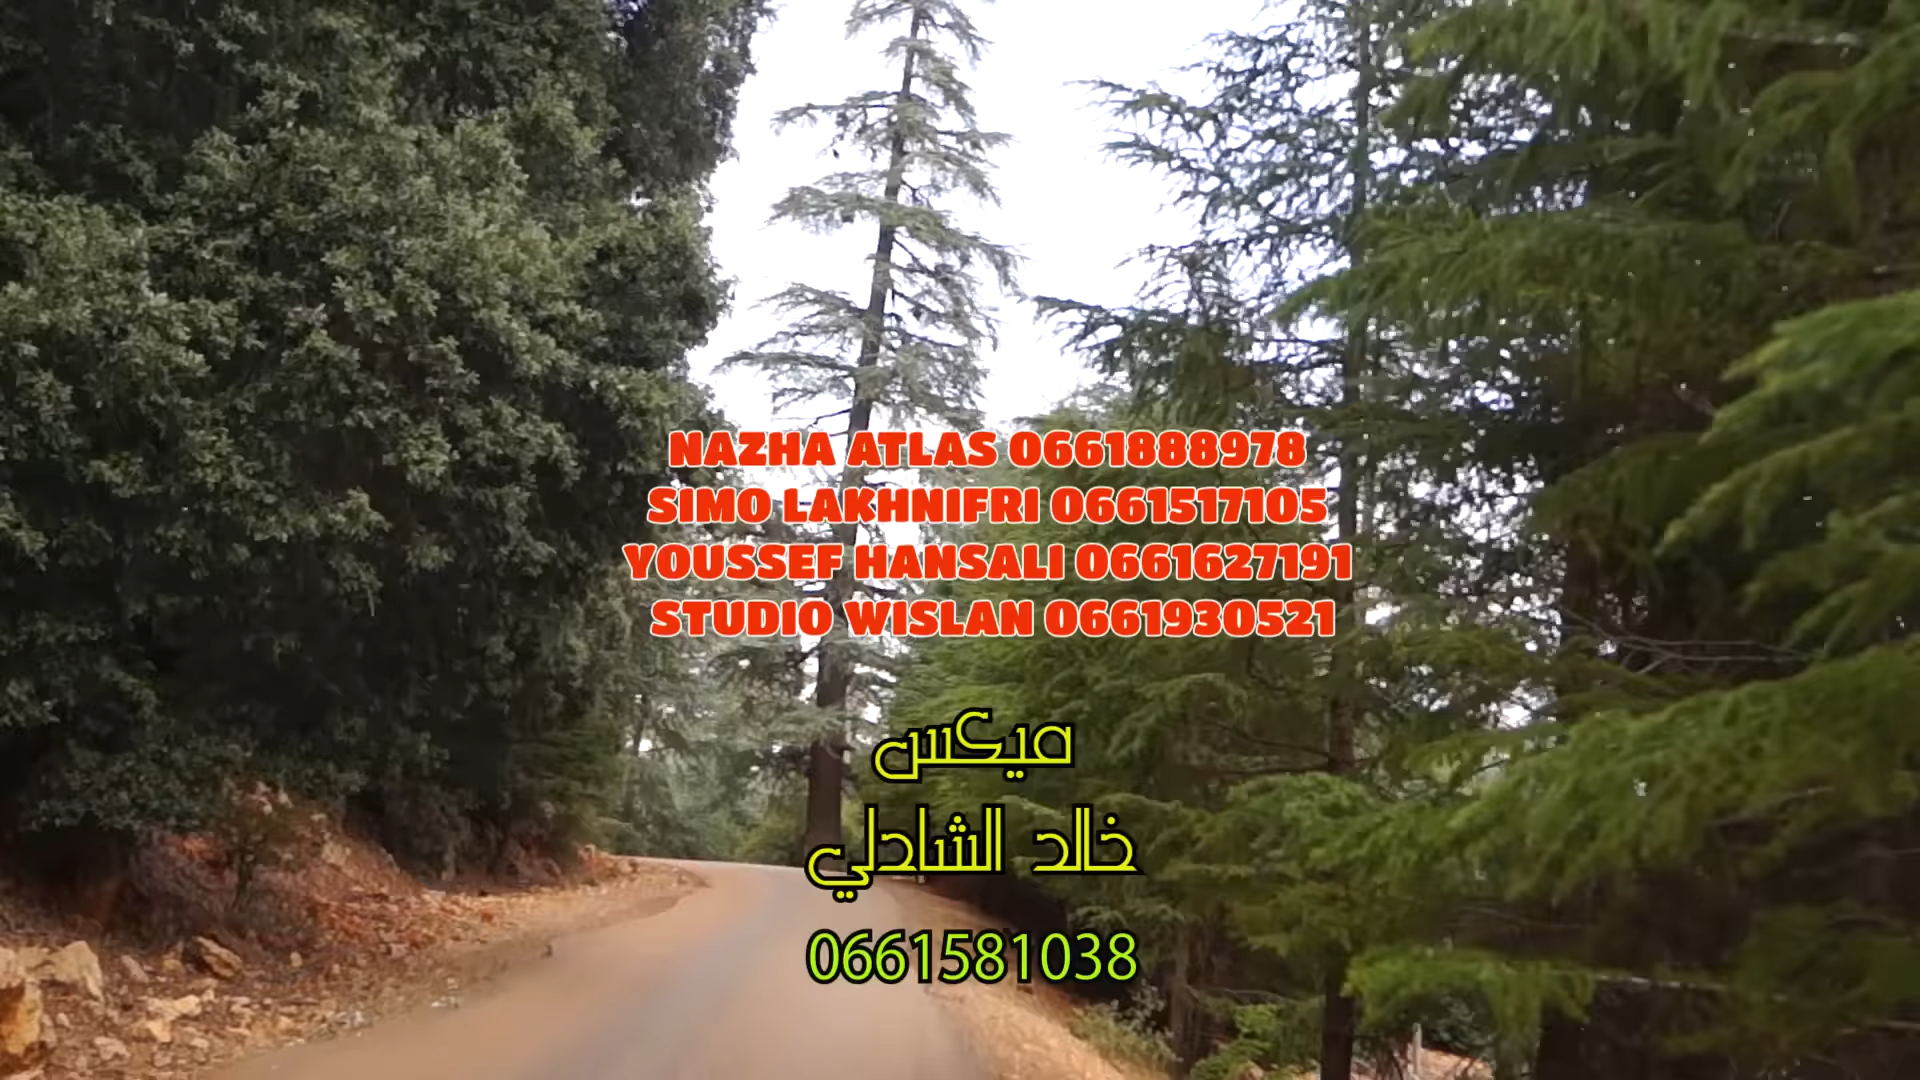 NAZHA ATLAS 0661888978
SIMO LAKHNIFRI 0661517105
YOUSSEF HANSALI 0661627191
STUDIO WISLAN 0661930521
ميكس
خالد الشادلي
0661581038